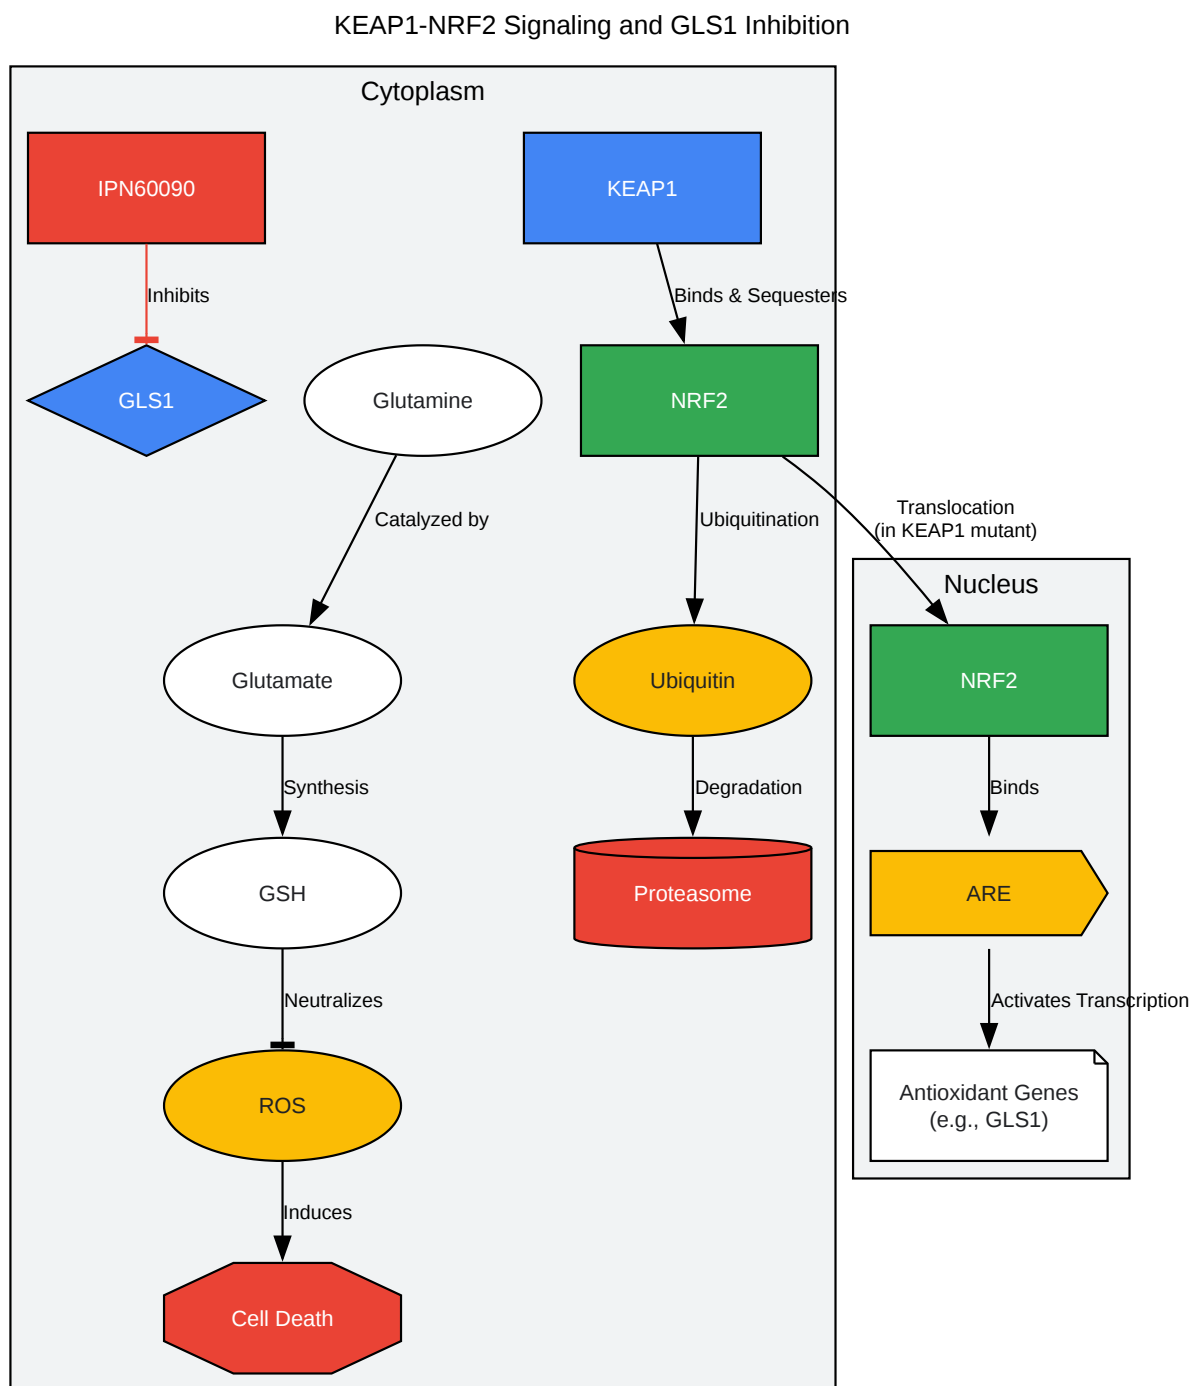 KEAP1-NRF2 Signaling and GLS1 Inhibition
Cytoplasm
IPN60090
KEAP1
Inhibits
Binds & Sequesters
GLS1
Glutamine
NRF2
Catalyzed by
Ubiquitination
Translocation
(in KEAP1 mutant)
Nucleus
Glutamate
Ubiquitin
NRF2
Synthesis
Degradation
Binds
GSH
Proteasome
ARE
Neutralizes
Activates Transcription
ROS
Antioxidant Genes
(e.g., GLS1)
Induces
Cell Death